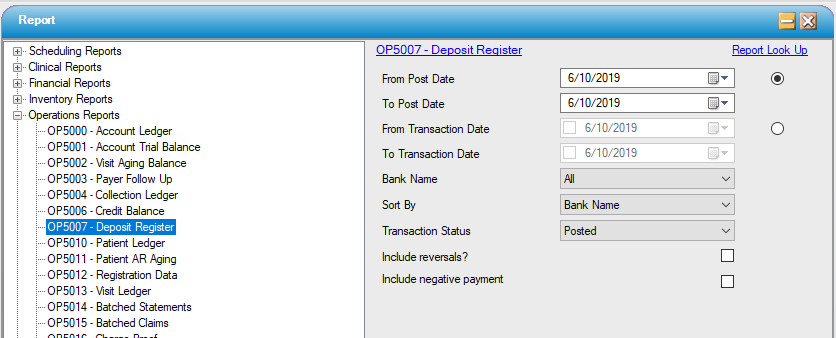 Report
Scheduling Reports
Clinical Reports
Financial Reports
Inventory Reports
Operations Reports
OP5000 - Account Ledger
OP5001 - Account Trial Balance
OP5002 - Visit Aging Balance
OP5003 - Payer Follow Up
OP5004 - Collection Ledger
OP5006 - Credit Balance
OP5007 - Deposit Register
OP5010 - Patient Ledger
OP5011 - Patient AR Aging
OP5012 - Registration Data
OP5013 - Visit Ledger
OP5014 - Batched Statements
OP5015 - Batched Claims
OP5007 - Deposit Register Report Look Up
From Post Date 6/10/2019
To Post Date 6/10/2019
From Transaction Date 6/10/2019
To Transaction Date 6/10/2019
Bank Name All
Sort By Bank Name
Transaction Status Posted
Include reversals?
Include negative payment